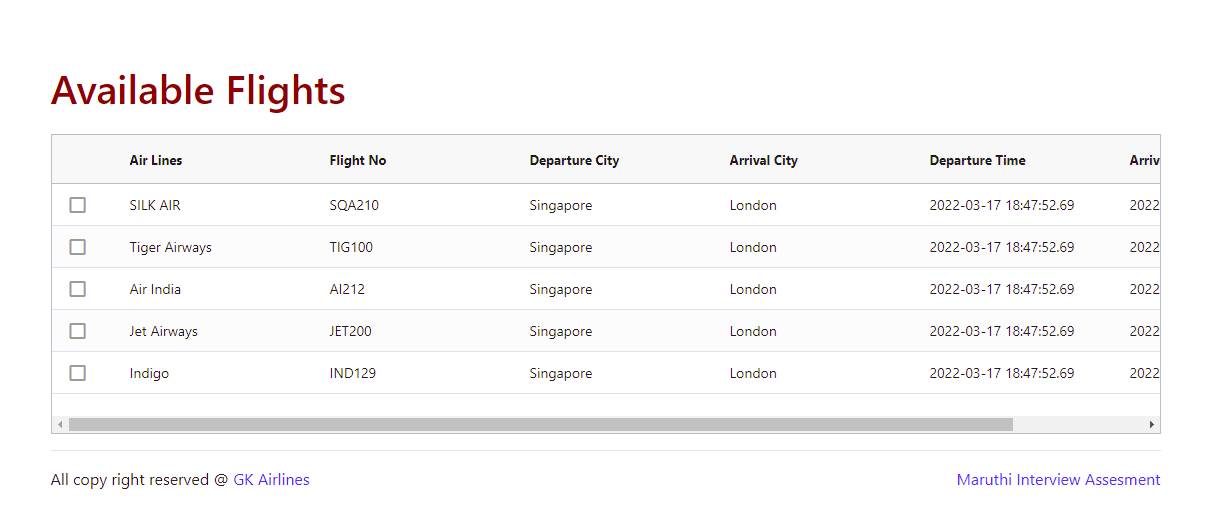 Available Flights
Air Lines Flight No Departure City Arrival City Departure Time Arriv
SILK AIR SQA210 Singapore London 2022-03-17 18:47:52.69 2022
Tiger Airways TIG100 Singapore London 2022-03-17 18:47:52.69 2022
Air India AI212 Singapore London 2022-03-17 18:47:52.69 2022
Jet Airways JET200 Singapore London 2022-03-17 18:47:52.69 2022
Indigo IND129 Singapore London 2022-03-17 18:47:52.69 2022
All copy right reserved @ GK Airlines Maruthi Interview Assesment